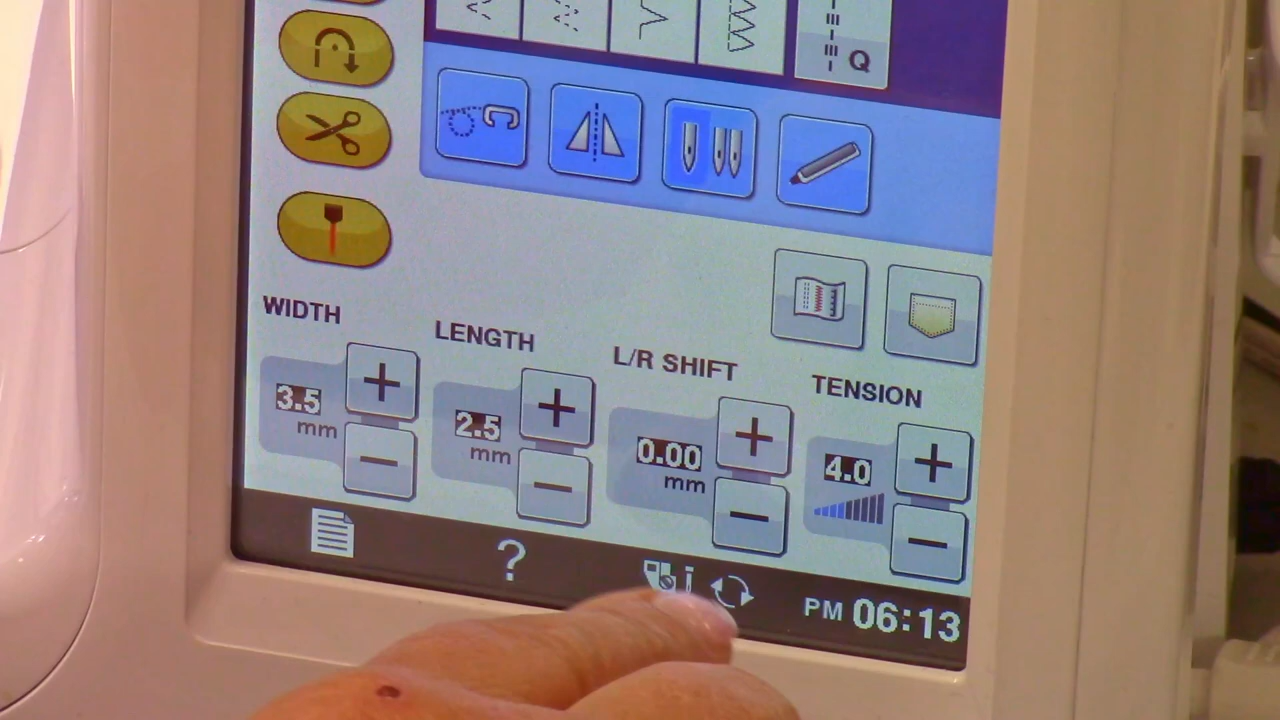 Q
WIDTH
LENGTH
L/R SHIFT
TENSION
3.5
mm
2.5
mm
0.00
mm
4.0
?
PM 06:13